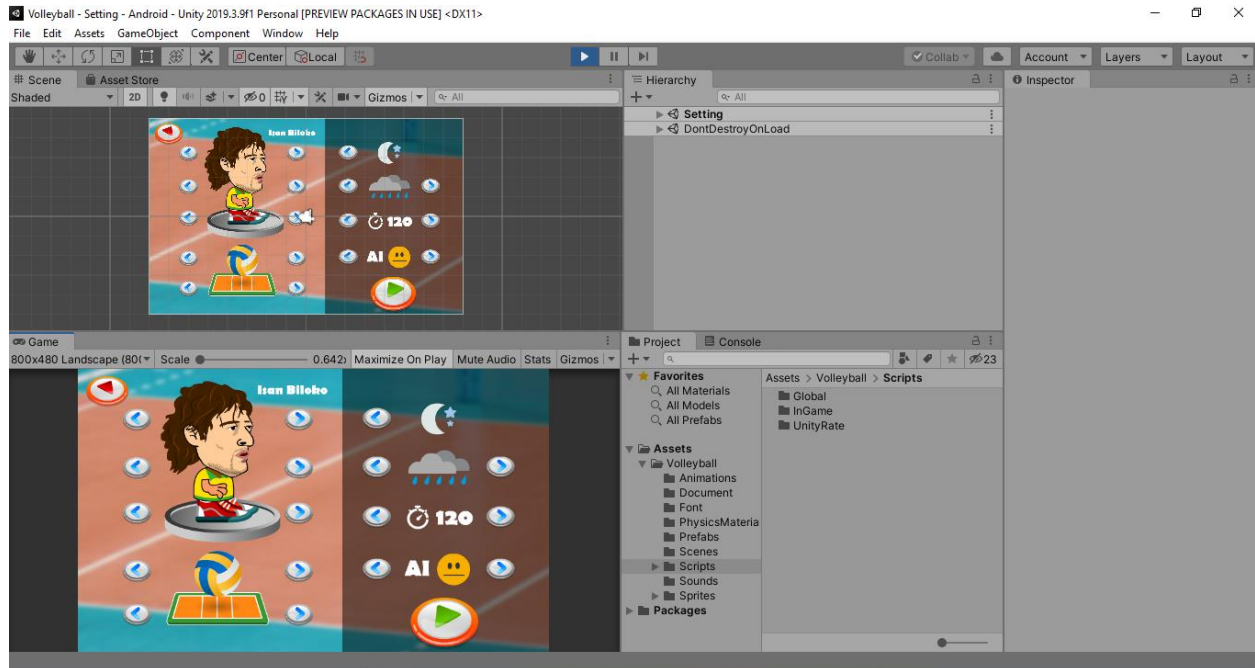 Volleyball - Setting - Android - Unity 2019.3.9f1 Personal [PREVIEW PACKAGES IN USE] <DX11>
File Edit Assets GameObject Component Window Help
Center Local Collab Account Layers Layout
Scene Asset Store
Shaded 2D 0 Gizmos All
Isan Biloko
120
AI
Hierarchy
All
Setting
DontDestroyOnLoad
Inspector
Game
800x480 Landscape (80( Scale 0.642) Maximize On Play Mute Audio Stats Gizmos
Isan Biloko
120
AI
Project Console
23
Favorites
All Materials
All Models
All Prefabs
Assets
Volleyball
Animations
Document
Font
PhysicsMateria
Prefabs
Scenes
Scripts
Sounds
Sprites
Packages
Assets > Volleyball > Scripts
Global
InGame
UnityRate